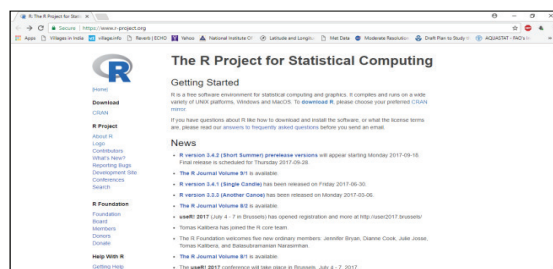 R: The R Project for Stati
Secure https://www.r-project.org
Apps Villages in India village.info Reverb | ECHO Yahoo National Institute Of Latitude and Longitu Met Data Moderate Resolution Draft Plan to Study AQUASTAT - FAO's In
[Home]
Download
CRAN
R Project
About R
Logo
Contributors
What's New?
Reporting Bugs
Development Site
Conferences
Search
R Foundation
Foundation
Board
Members
Donors
Donate
Help With R
Getting Help
The R Project for Statistical Computing
Getting Started
R is a free software environment for statistical computing and graphics. It compiles and runs on a wide
variety of UNIX platforms, Windows and MacOS. To download R, please choose your preferred CRAN
mirror.
If you have questions about R like how to download and install the software, or what the license terms
are, please read our answers to frequently asked questions before you send an email.
News
R version 3.4.2 (Short Summer) prerelease versions will appear starting Monday 2017-09-18.
Final release is scheduled for Thursday 2017-09-28.
The R Journal Volume 9/1 is available.
R version 3.4.1 (Single Candle) has been released on Friday 2017-06-30.
R version 3.3.3 (Another Canoe) has been released on Monday 2017-03-06.
The R Journal Volume 8/2 is available.
useR! 2017 (July 4 - 7 in Brussels) has opened registration and more at http://user2017.brussels/
Tomas Kalibera has joined the R core team.
The R Foundation welcomes five new ordinary members: Jennifer Bryan, Dianne Cook, Julie Josse,
Tomas Kalibera, and Balasubramanian Narasimhan.
The R Journal Volume 8/1 is available.
The useR! 2017 conference will take place in Brussels, July 4 - 7, 2017.